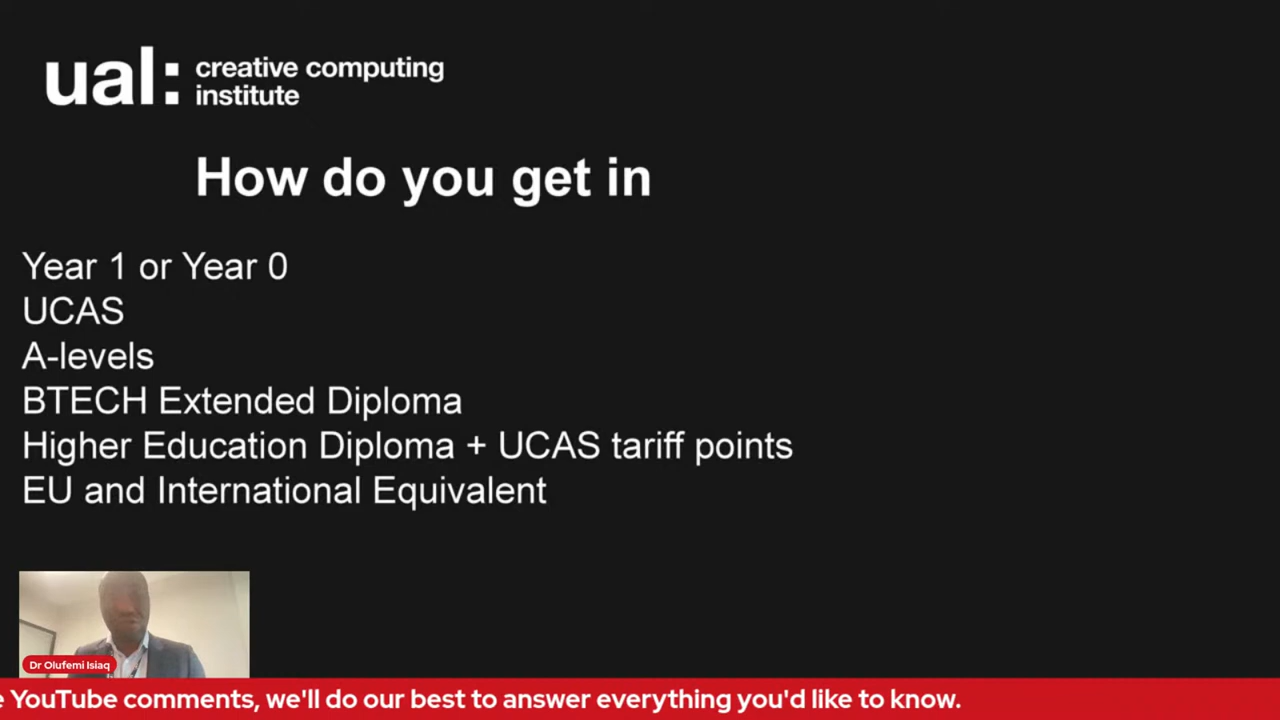 ual: creative computing
institute
How do you get in
Year 1 or Year 0
UCAS
A-levels
BTECH Extended Diploma
Higher Education Diploma + UCAS tariff points
EU and International Equivalent
Dr Olufemi Isiaq
YouTube comments, we'll do our best to answer everything you'd like to know.